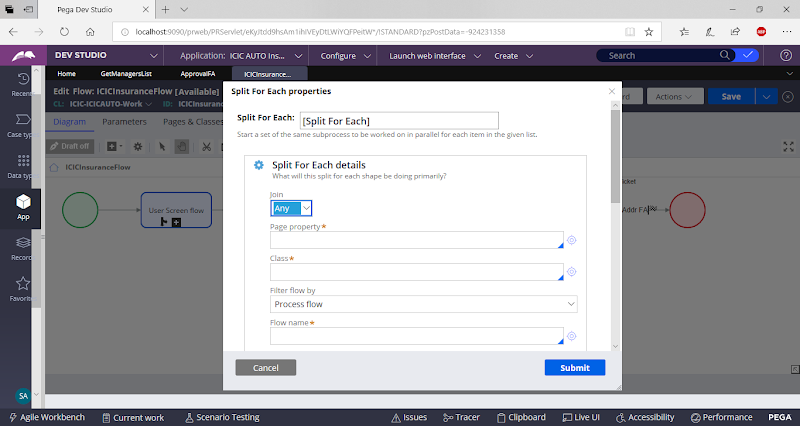 Pega Dev Studio
localhost:9090/prweb/PRServlet/eKyItdd9hsAm1ihIVEyDtLWiYQFPeitW*/!STANDARD?pzPostData=-924231358
DEV STUDIO
Application: ICIC AUTO Ins...
Configure
Launch web interface
Create
Search
Home
GetManagersList
ApprovalFA
ICICInsurance...
Recent
Case type
Data type
App
Record
Favorite
SA
Edit Flow: ICICInsuranceFlow [Available]
CL: ICIC-ICICAUTO-Work
ID: ICICInsurance
Actions
Save
Diagram
Parameters
Pages & Classes
Draft off
ICICInsuranceFlow
User Screen flow
Addr FA
Split For Each properties
Split For Each: [Split For Each]
Start a set of the same subprocess to be worked on in parallel for each item in the given list.
Split For Each details
What will this split for each shape be doing primarily?
Join
Any
Page property*
Class*
Filter flow by
Process flow
Flow name*
Cancel
Submit
Agile Workbench
Current work
Scenario Testing
Issues
Tracer
Clipboard
Live UI
Accessibility
Performance
PEGA